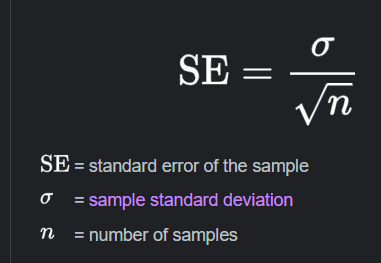 SE = σ / √n
SE = standard error of the sample
σ = sample standard deviation
n = number of samples